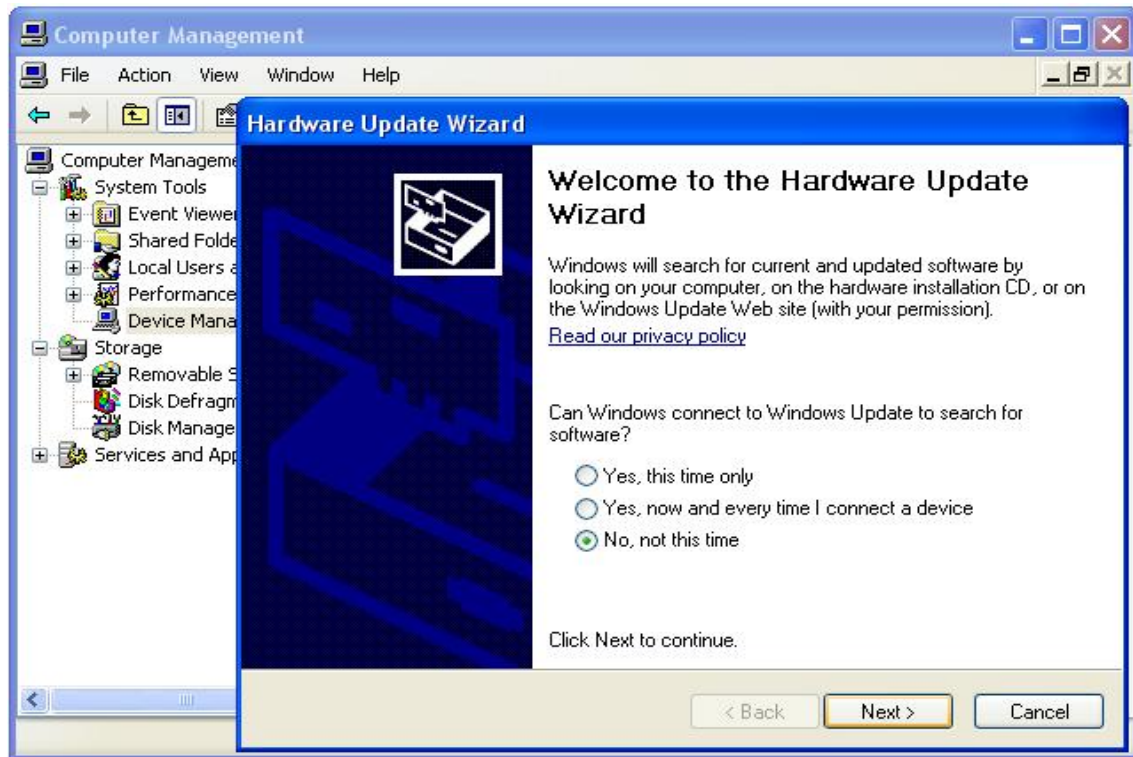 Computer Management
File Action View Window Help
Hardware Update Wizard
Computer Manageme
System Tools
Event Viewer
Shared Folde
Local Users a
Performance
Device Mana
Storage
Removable S
Disk Defragm
Disk Manage
Services and App
Welcome to the Hardware Update
Wizard
Windows will search for current and updated software by
looking on your computer, on the hardware installation CD, or on
the Windows Update Web site (with your permission).
Read our privacy policy
Can Windows connect to Windows Update to search for
software?
Yes, this time only
Yes, now and every time I connect a device
No, not this time
Click Next to continue.
< Back Next > Cancel